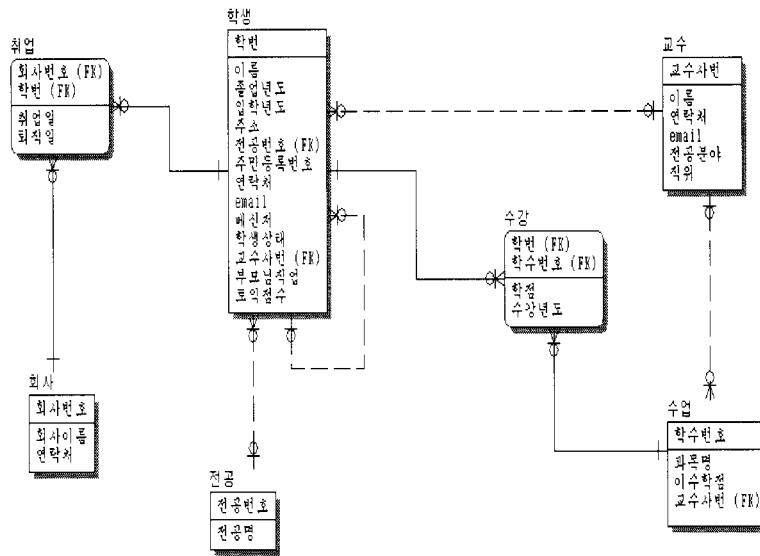 취업
회사번호 (FK)
학번 (FK)
취업일
퇴직일
학생
학번
이름
졸업년도
입학년도
주소
전공번호 (FK)
주민등록번호
연락처
email
메신저
학생상태
교수사번 (FK)
부모님직업
토익점수
교수
교수사번
이름
연락처
email
전공분야
직위
수강
학번 (FK)
학수번호 (FK)
학점
수강년도
회사
회사번호
회사이름
연락처
전공
전공번호
전공명
수업
학수번호
과목명
이수학점
교수사번 (FK)